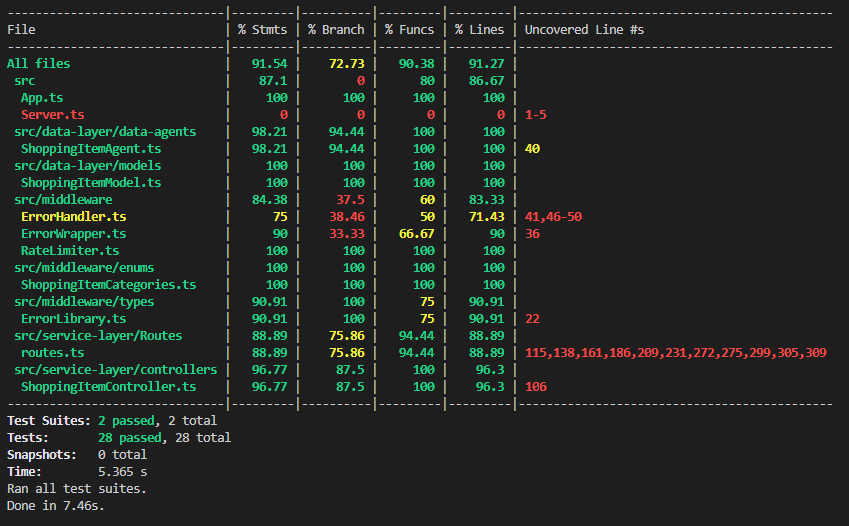 -------------------------------|---------|----------|---------|---------|------------------------------------------
File                           | % Stmts | % Branch | % Funcs | % Lines | Uncovered Line #s
-------------------------------|---------|----------|---------|---------|------------------------------------------
All files                      |   91.54 |    72.73 |   90.38 |   91.27 |
 src                           |    87.1 |        0 |      80 |   86.67 |
  App.ts                       |     100 |      100 |     100 |     100 |
  Server.ts                    |       0 |        0 |       0 |       0 | 1-5
 src/data-layer/data-agents    |   98.21 |    94.44 |     100 |     100 |
  ShoppingItemAgent.ts         |   98.21 |    94.44 |     100 |     100 | 40
 src/data-layer/models         |     100 |      100 |     100 |     100 |
  ShoppingItemModel.ts         |     100 |      100 |     100 |     100 |
 src/middleware                |   84.38 |     37.5 |      60 |   83.33 |
  ErrorHandler.ts              |      75 |    38.46 |      50 |   71.43 | 41,46-50
  ErrorWrapper.ts              |      90 |    33.33 |   66.67 |      90 | 36
  RateLimiter.ts               |     100 |      100 |     100 |     100 |
 src/middleware/enums          |     100 |      100 |     100 |     100 |
  ShoppingItemCategories.ts    |     100 |      100 |     100 |     100 |
 src/middleware/types          |   90.91 |      100 |      75 |   90.91 |
  ErrorLibrary.ts              |   90.91 |      100 |      75 |   90.91 | 22
 src/service-layer/Routes      |   88.89 |    75.86 |   94.44 |   88.89 |
  routes.ts                    |   88.89 |    75.86 |   94.44 |   88.89 | 115,138,161,186,209,231,272,275,299,305,309
 src/service-layer/controllers |   96.77 |     87.5 |     100 |    96.3 |
  ShoppingItemController.ts    |   96.77 |     87.5 |     100 |    96.3 | 106
-------------------------------|---------|----------|---------|---------|------------------------------------------
Test Suites: 2 passed, 2 total
Tests:       28 passed, 28 total
Snapshots:   0 total
Time:        5.365 s
Ran all test suites.
Done in 7.46s.